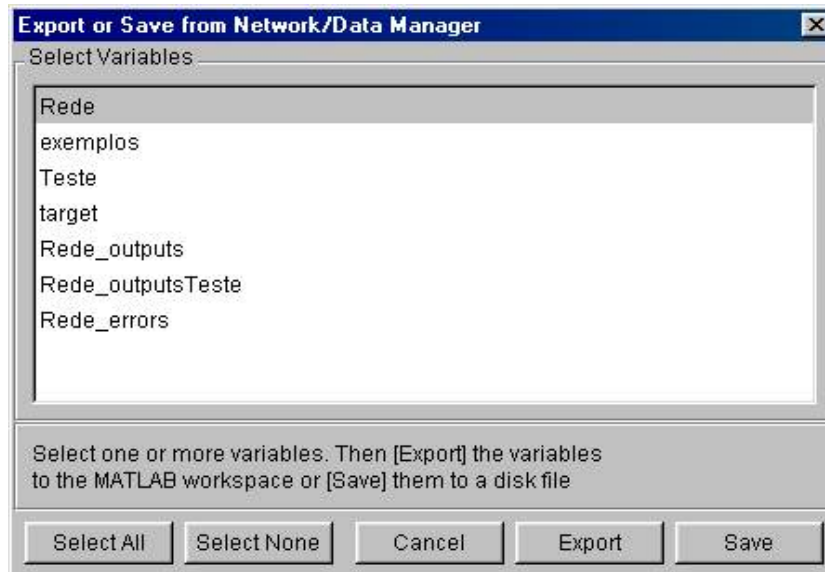 Export or Save from Network/Data Manager
Select Variables
Rede
exemplos
Teste
target
Rede_outputs
Rede_outputsTeste
Rede_errors
Select one or more variables. Then [Export] the variables
to the MATLAB workspace or [Save] them to a disk file
Select All Select None Cancel Export Save